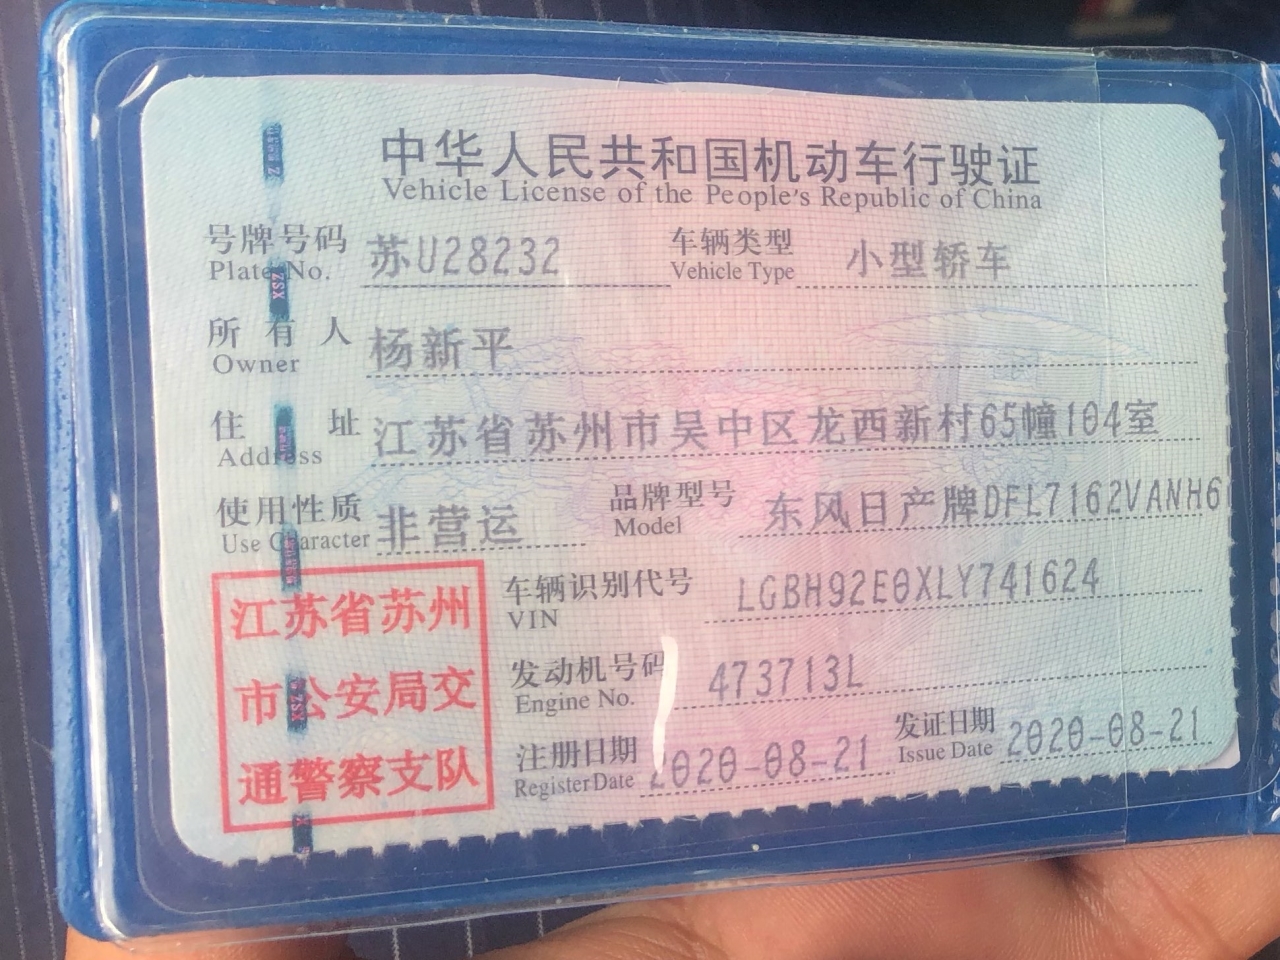 中华人民共和国机动车行驶证
Vehicle License of the People's Republic of China
号牌号码 苏U28232 车辆类型 小型轿车
Plate No. Vehicle Type
所有人 杨新平
Owner
住址 江苏省苏州市吴中区龙西新村65幢104室
Address
使用性质 非营运 品牌型号 东风日产牌DFL7162VANH6
Use Character Model
车辆识别代号 LGBH92E0XLY741624
VIN
发动机号码 473713L
Engine No.
注册日期 2020-08-21 发证日期 2020-08-21
Register Date Issue Date
江苏省苏州
市公安局交
通警察支队